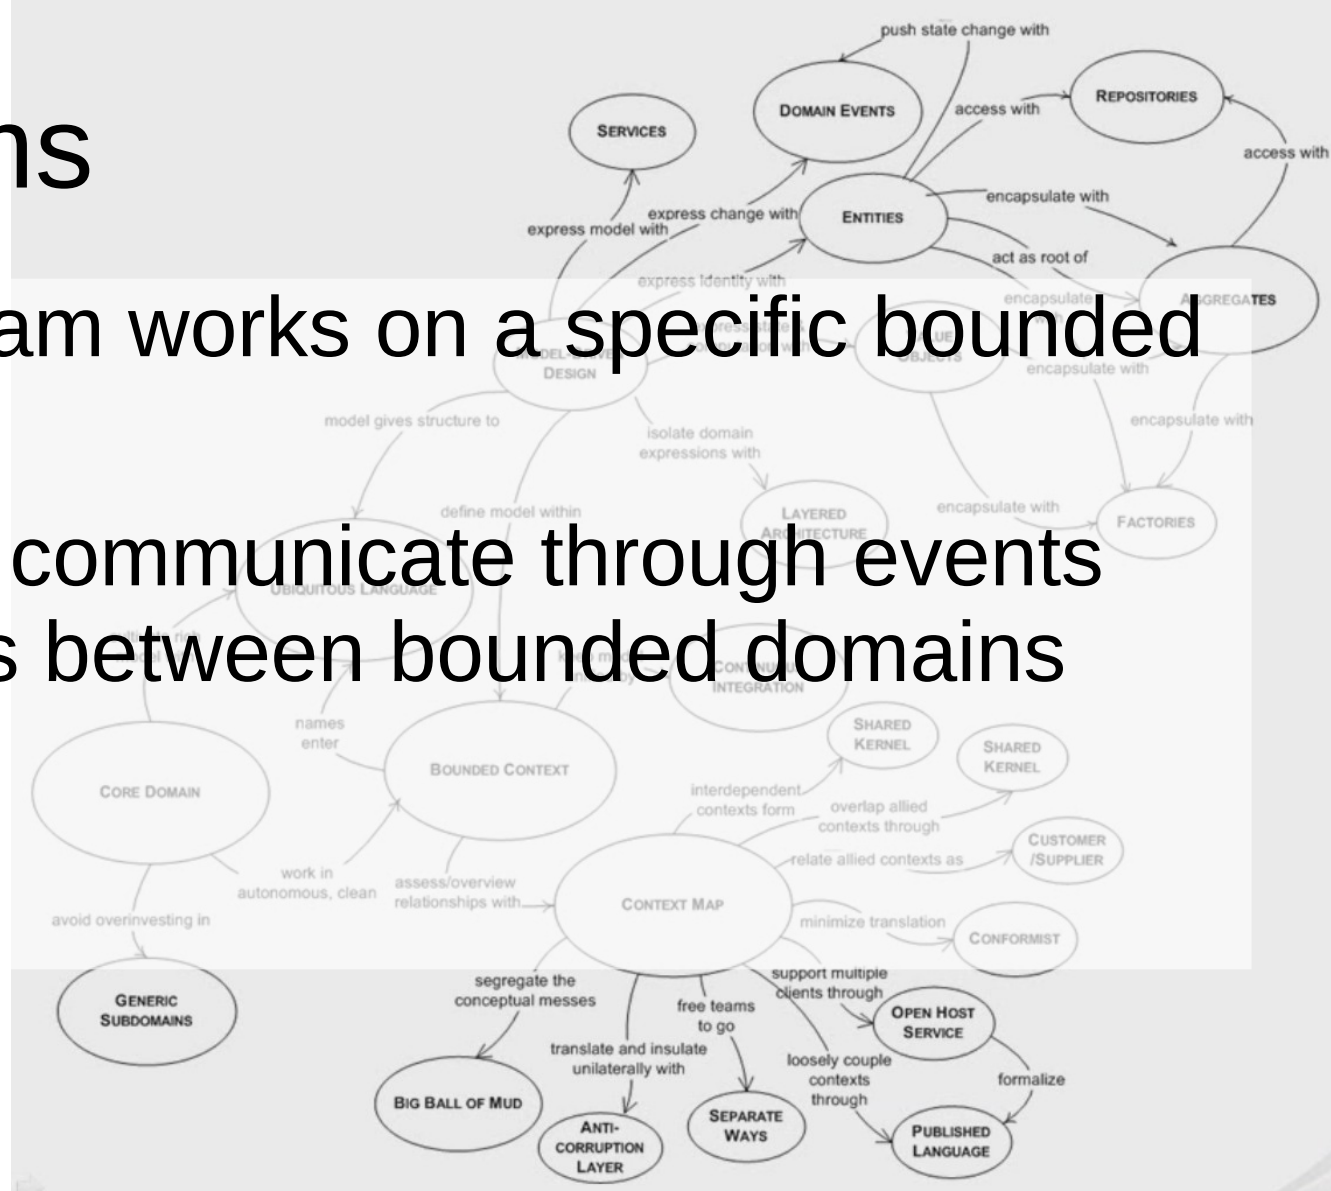 push state change with
REPOSITORIES
DOMAIN EVENTS
access with
SERVICES
ns
access with
encapsulate with
express change with
ENTITIES
express model with
act as root of
express identity with
encapsulate
AGGREGATES
am works on a specific bounded
DESIGN
OBJECTS
encapsulate with
model gives structure to
encapsulate with
isolate domain
expressions with
define model within
encapsulate with
LAYERED
ARCHITECTURE
FACTORIES
communicate through events
UBIQUITOUS LANGUAGE
s between bounded domains
INTEGRATION
names
enter
SHARED
KERNEL
SHARED
KERNEL
BOUNDED CONTEXT
CORE DOMAIN
interdependent
contexts form
overlap allied
contexts through
CUSTOMER
/SUPPLIER
relate allied contexts as
work in
autonomous, clean
assess/overview
relationships with
CONTEXT MAP
avoid overinvesting in
minimize translation
CONFORMIST
segregate the
conceptual messes
support multiple
clients through
GENERIC
SUBDOMAINS
free teams
to go
OPEN HOST
SERVICE
translate and insulate
unilaterally with
loosely couple
contexts
through
formalize
BIG BALL OF MUD
SEPARATE
WAYS
ANTI-
CORRUPTION
LAYER
PUBLISHED
LANGUAGE